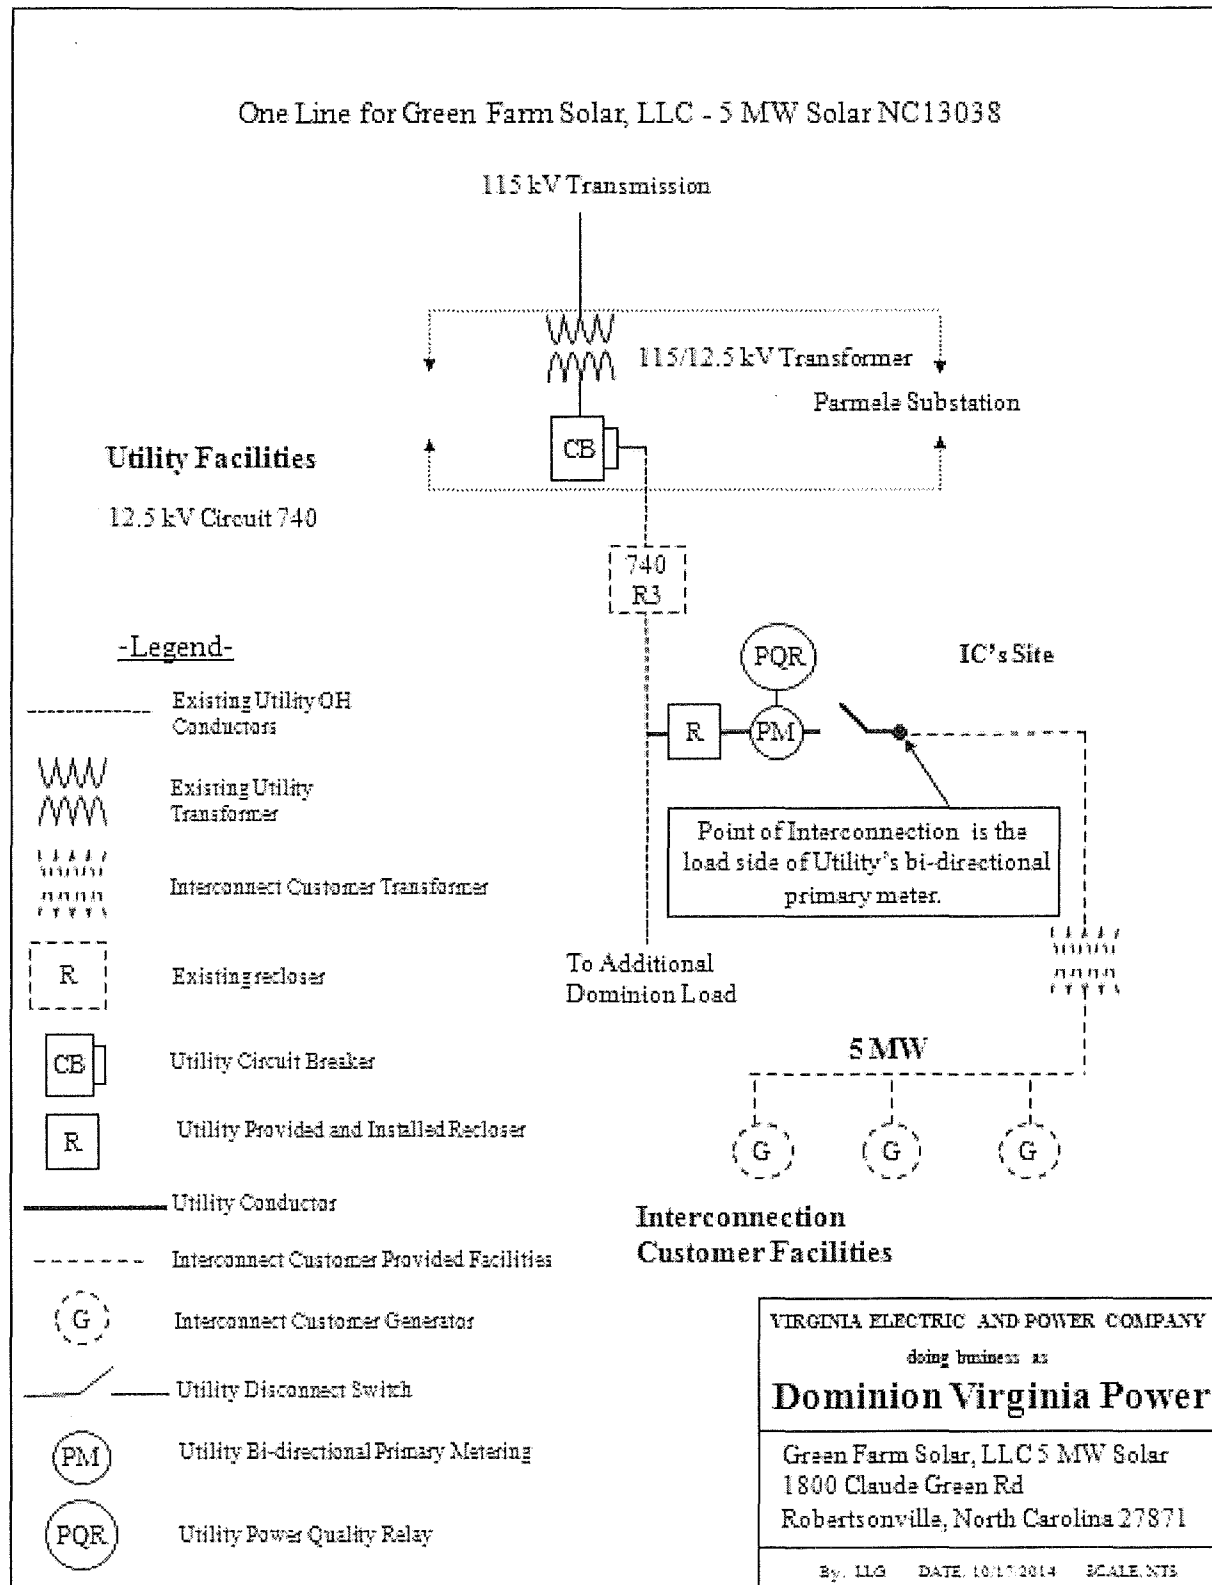 One Line for Green Farm Solar, LLC - 5 MW Solar NC13038
115 kV Transmission
115/12.5 kV Transformer
Parmele Substation
CB
Utility Facilities
12.5 kV Circuit 740
740
R3
-Legend-
PQR
IC's Site
R
PM
Existing Utility OH
Conductors
Existing Utility
Transformer
Point of Interconnection is the
load side of Utility's bi-directional
primary meter.
Interconnect Customer Transformer
R
Existing recloser
To Additional
Dominion Load
CB
Utility Circuit Breaker
5 MW
R
Utility Provided and Installed Recloser
G
G
G
Utility Conductor
Interconnection
Customer Facilities
Interconnect Customer Provided Facilities
G
Interconnect Customer Generator
Utility Disconnect Switch
PM
Utility Bi-directional Primary Metering
PQR
Utility Power Quality Relay
VIRGINIA ELECTRIC AND POWER COMPANY
doing business as
Dominion Virginia Power
Green Farm Solar, LLC 5 MW Solar
1800 Claude Green Rd
Robertsonville, North Carolina 27871
By: LLG DATE: 10/17/2014 SCALE: NTS